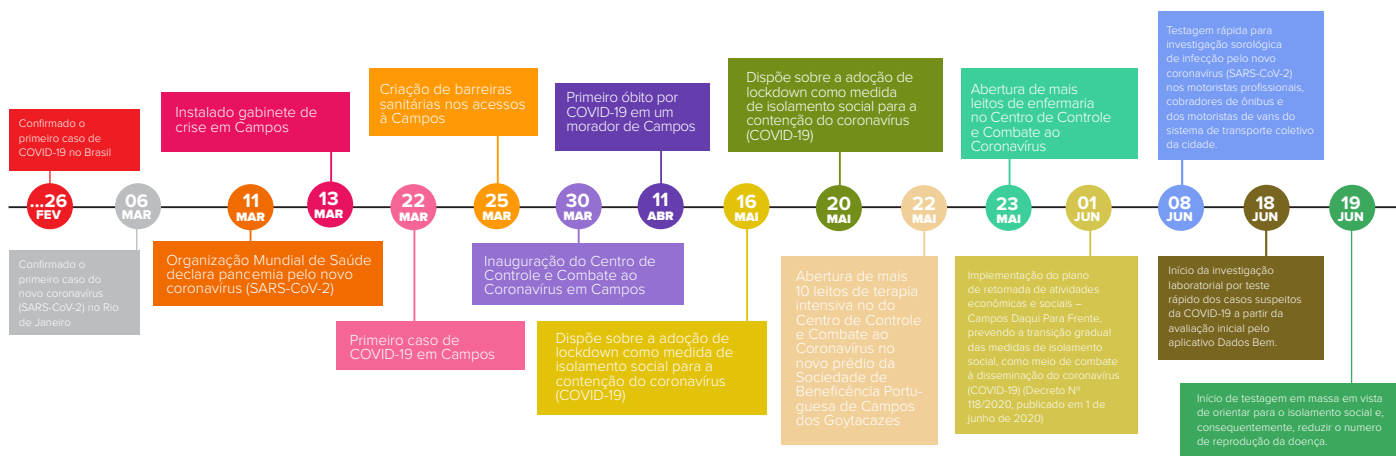 ...26
FEV
Confirmado o
primeiro caso de
COVID-19 no Brasil
06
MAR
Confirmado o
primeiro caso do
novo coronavírus
(SARS-CoV-2) no Rio
de Janeiro
11
MAR
Organização Mundial de Saúde
declara pancemia pelo novo
coronavírus (SARS-CoV-2)
13
MAR
Instalado gabinete de
crise em Campos
22
MAR
Primeiro caso de
COVID-19 em Campos
25
MAR
Criação de barreiras
sanitárias nos acessos
à Campos
30
MAR
Inauguração do Centro de
Controle e Combate ao
Coronavírus em Campos
11
ABR
Primeiro óbito por
COVID-19 em um
morador de Campos
16
MAI
Dispõe sobre a adoção de
lockdown como medida de
isolamento social para a
contenção do coronavírus
(COVID-19)
20
MAI
Dispõe sobre a adoção de
lockdown como medida
de isolamento social para a
contenção do coronavírus
(COVID-19)
22
MAI
Abertura de mais
10 leitos de terapia
intensiva no do
Centro de Controle
e Combate ao
Coronavírus no
novo prédio da
Sociedade de
Beneficência Portu-
guesa de Campos
dos Goytacazes
23
MAI
Abertura de mais
leitos de enfermaria
no Centro de Controle
e Combate ao
Coronavírus
01
JUN
Implementação do plano
de retomada de atividades
econômicas e sociais –
Campos Daqui Para Frente,
prevendo a transição gradual
das medidas de isolamento
social, como meio de combate
à disseminação do coronavírus
(COVID-19) (Decreto Nº
118/2020, publicado em 1 de
junho de 2020)
08
JUN
Testagem rápida para
investigação sorológica
de infecção pelo novo
coronavírus (SARS-CoV-2)
nos motoristas profissionais,
cobradores de ônibus e
dos motoristas de vans do
sistema de transporte coletivo
da cidade.
18
JUN
Início da investigação
laboratorial por teste
rápido dos casos suspeitos
da COVID-19 a partir da
avaliação inicial pelo
aplicativo Dados Bem.
19
JUN
Início de testagem em massa em vista
de orientar para o isolamento social e,
consequentemente, reduzir o numero
de reprodução da doença.